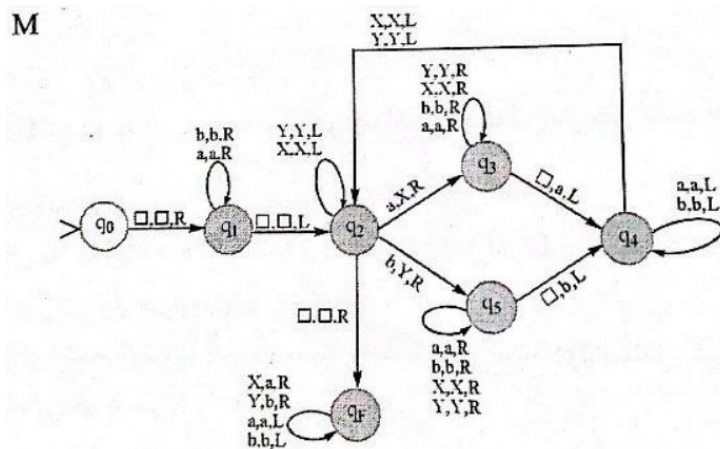 M
X,X,L
Y,Y,L
Y,Y,R
X,X,R
b,b,R
a,a,R
b,b,R
a,a,R
Y,Y,L
X,X,L
a,a,L
b,b,L
q3
a,X,R
□,a,L
q0
□,□,R
q1
□,□,L
q2
q4
b,Y,R
□,b,L
q5
□,□,R
a,a,R
b,b,R
X,X,R
Y,Y,R
X,a,R
Y,b,R
a,a,L
b,b,L
qF